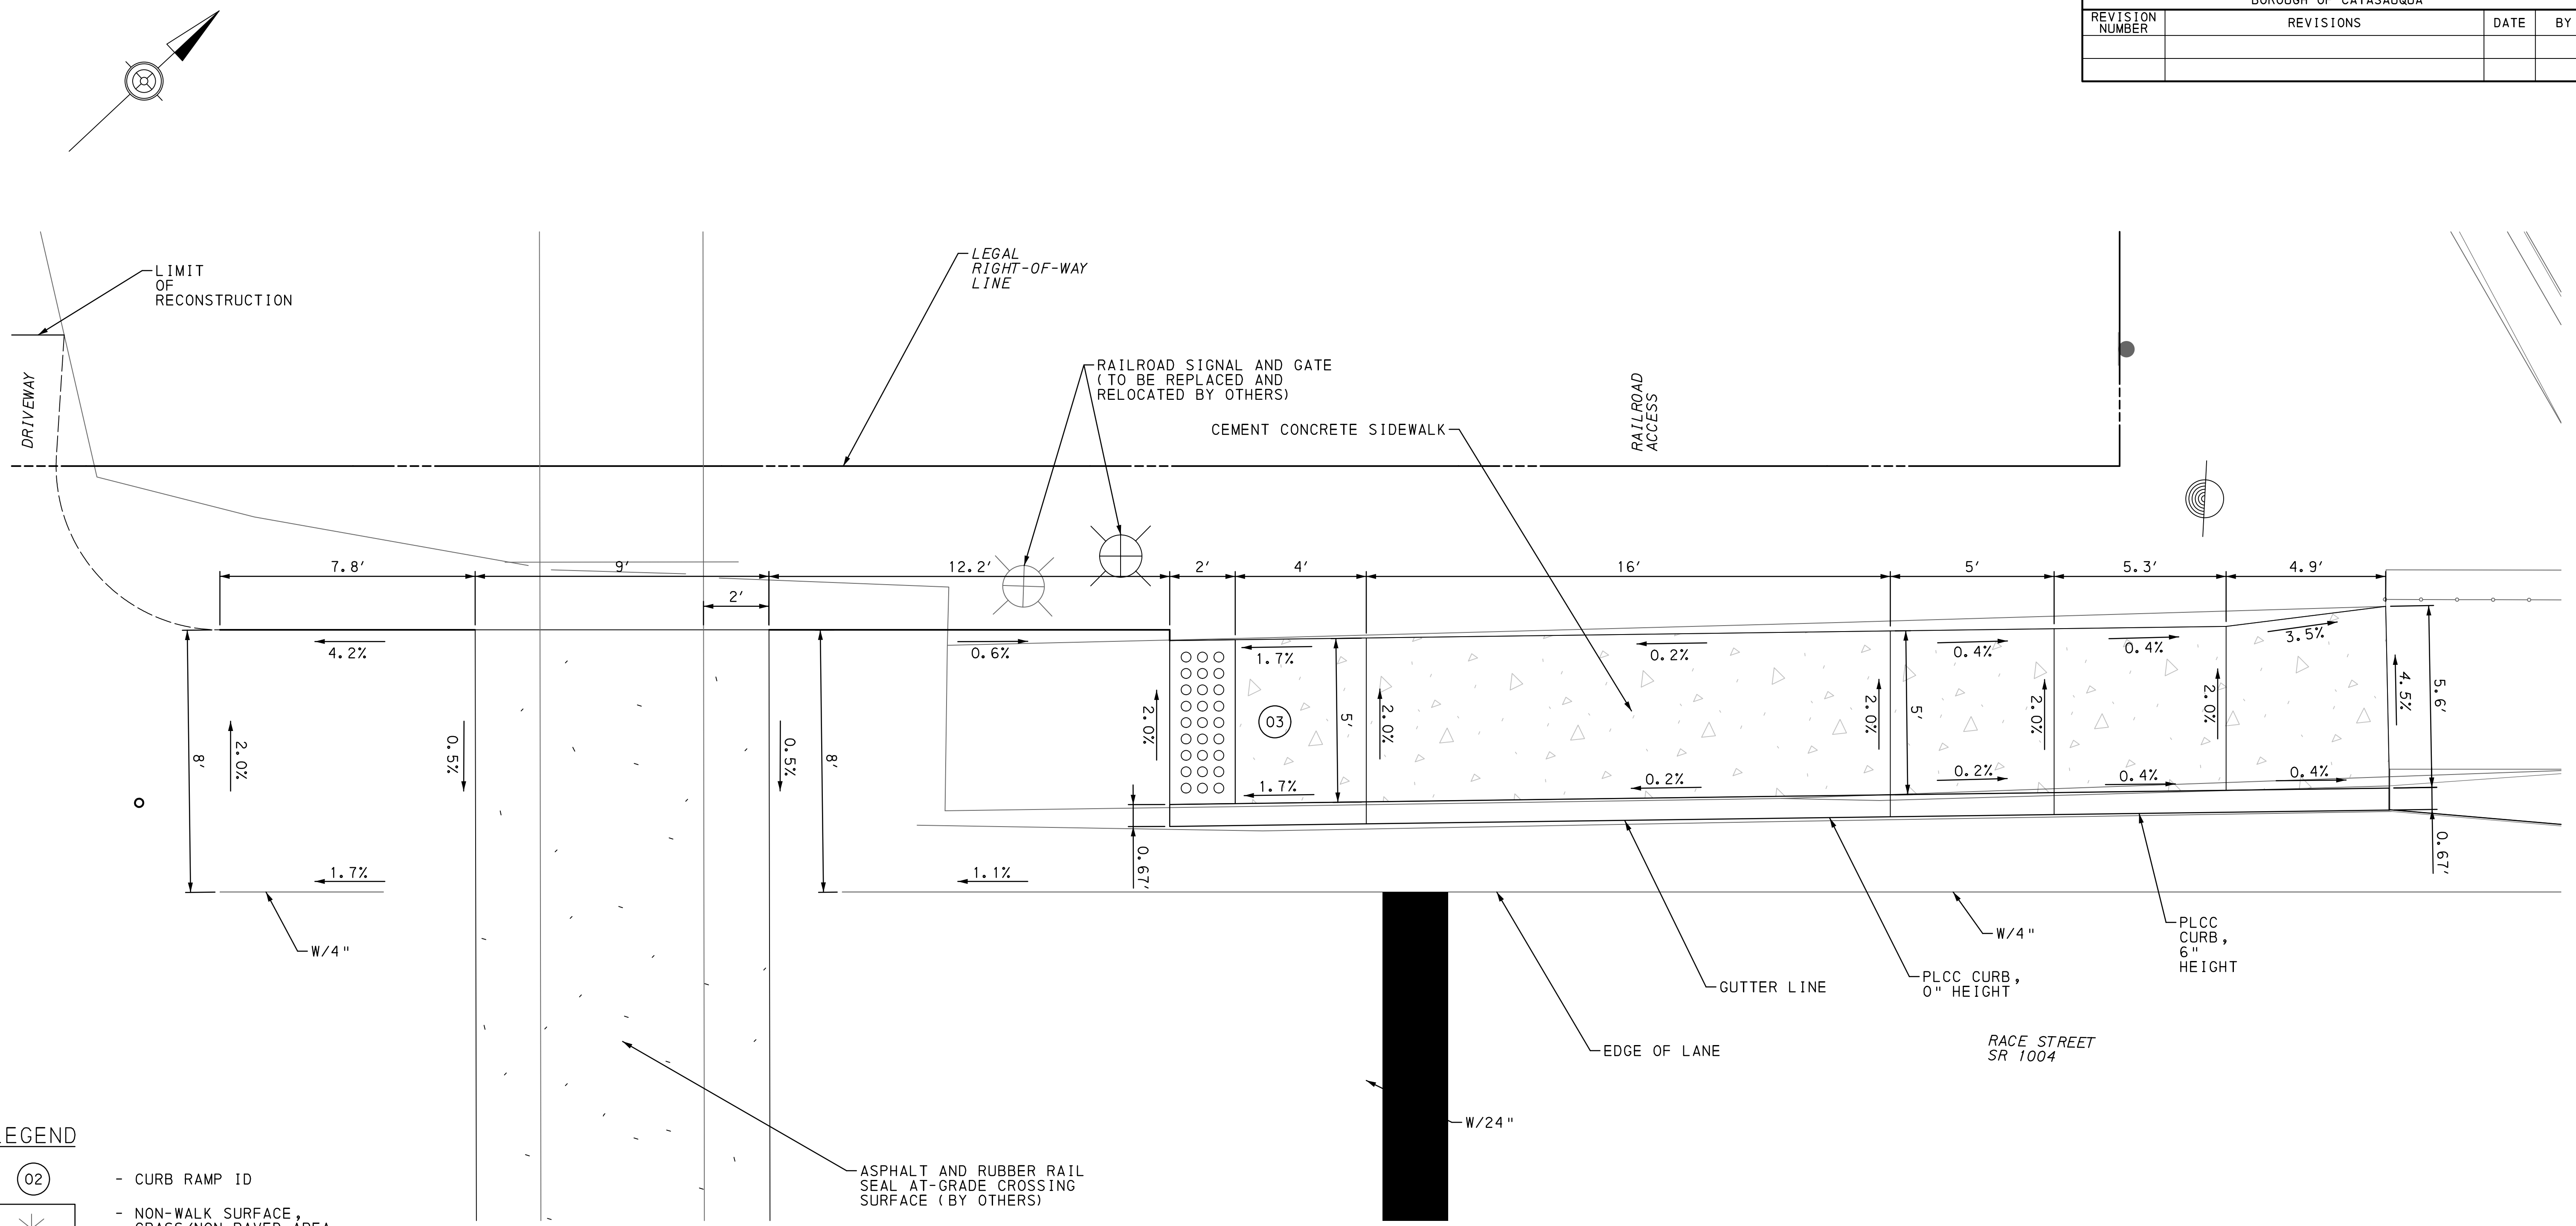 BOROUGH OF CATASAUQUA
REVISION NUMBER
REVISIONS
DATE
BY
LIMIT
OF
RECONSTRUCTION
LEGAL
RIGHT-OF-WAY
LINE
DRIVEWAY
RAILROAD SIGNAL AND GATE
(TO BE REPLACED AND
RELOCATED BY OTHERS)
CEMENT CONCRETE SIDEWALK
RAILROAD
ACCESS
7.8'
9'
12.2'
2'
4'
16'
5'
5.3'
4.9'
2'
4.2%
0.6%
1.7%
0.2%
0.4%
0.4%
3.5%
8'
2.0%
0.5%
0.5%
8'
2.0%
03
5'
2.0%
2.0%
5'
2.0%
2.0%
4.5%
5.6'
1.7%
0.2%
0.2%
0.4%
0.4%
1.7%
1.1%
0.67'
0.67'
W/4"
W/4"
PLCC
CURB,
6"
HEIGHT
PLCC CURB,
0" HEIGHT
GUTTER LINE
EDGE OF LANE
RACE STREET
SR 1004
W/24"
ASPHALT AND RUBBER RAIL
SEAL AT-GRADE CROSSING
SURFACE (BY OTHERS)
LEGEND
02
- CURB RAMP ID
- NON-WALK SURFACE,
GRASS/NON-PAVED AREA